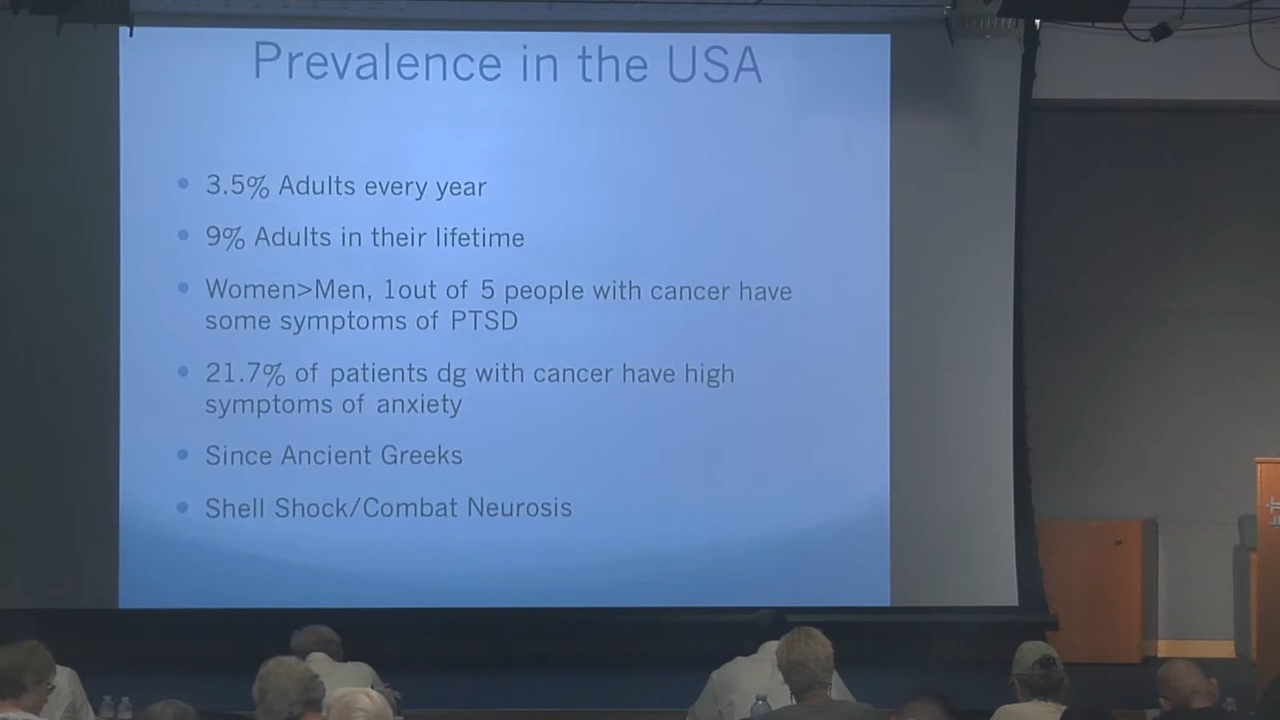 Prevalence in the USA
3.5% Adults every year
9% Adults in their lifetime
Women>Men, 1out of 5 people with cancer have
some symptoms of PTSD
21.7% of patients dg with cancer have high
symptoms of anxiety
Since Ancient Greeks
Shell Shock/Combat Neurosis